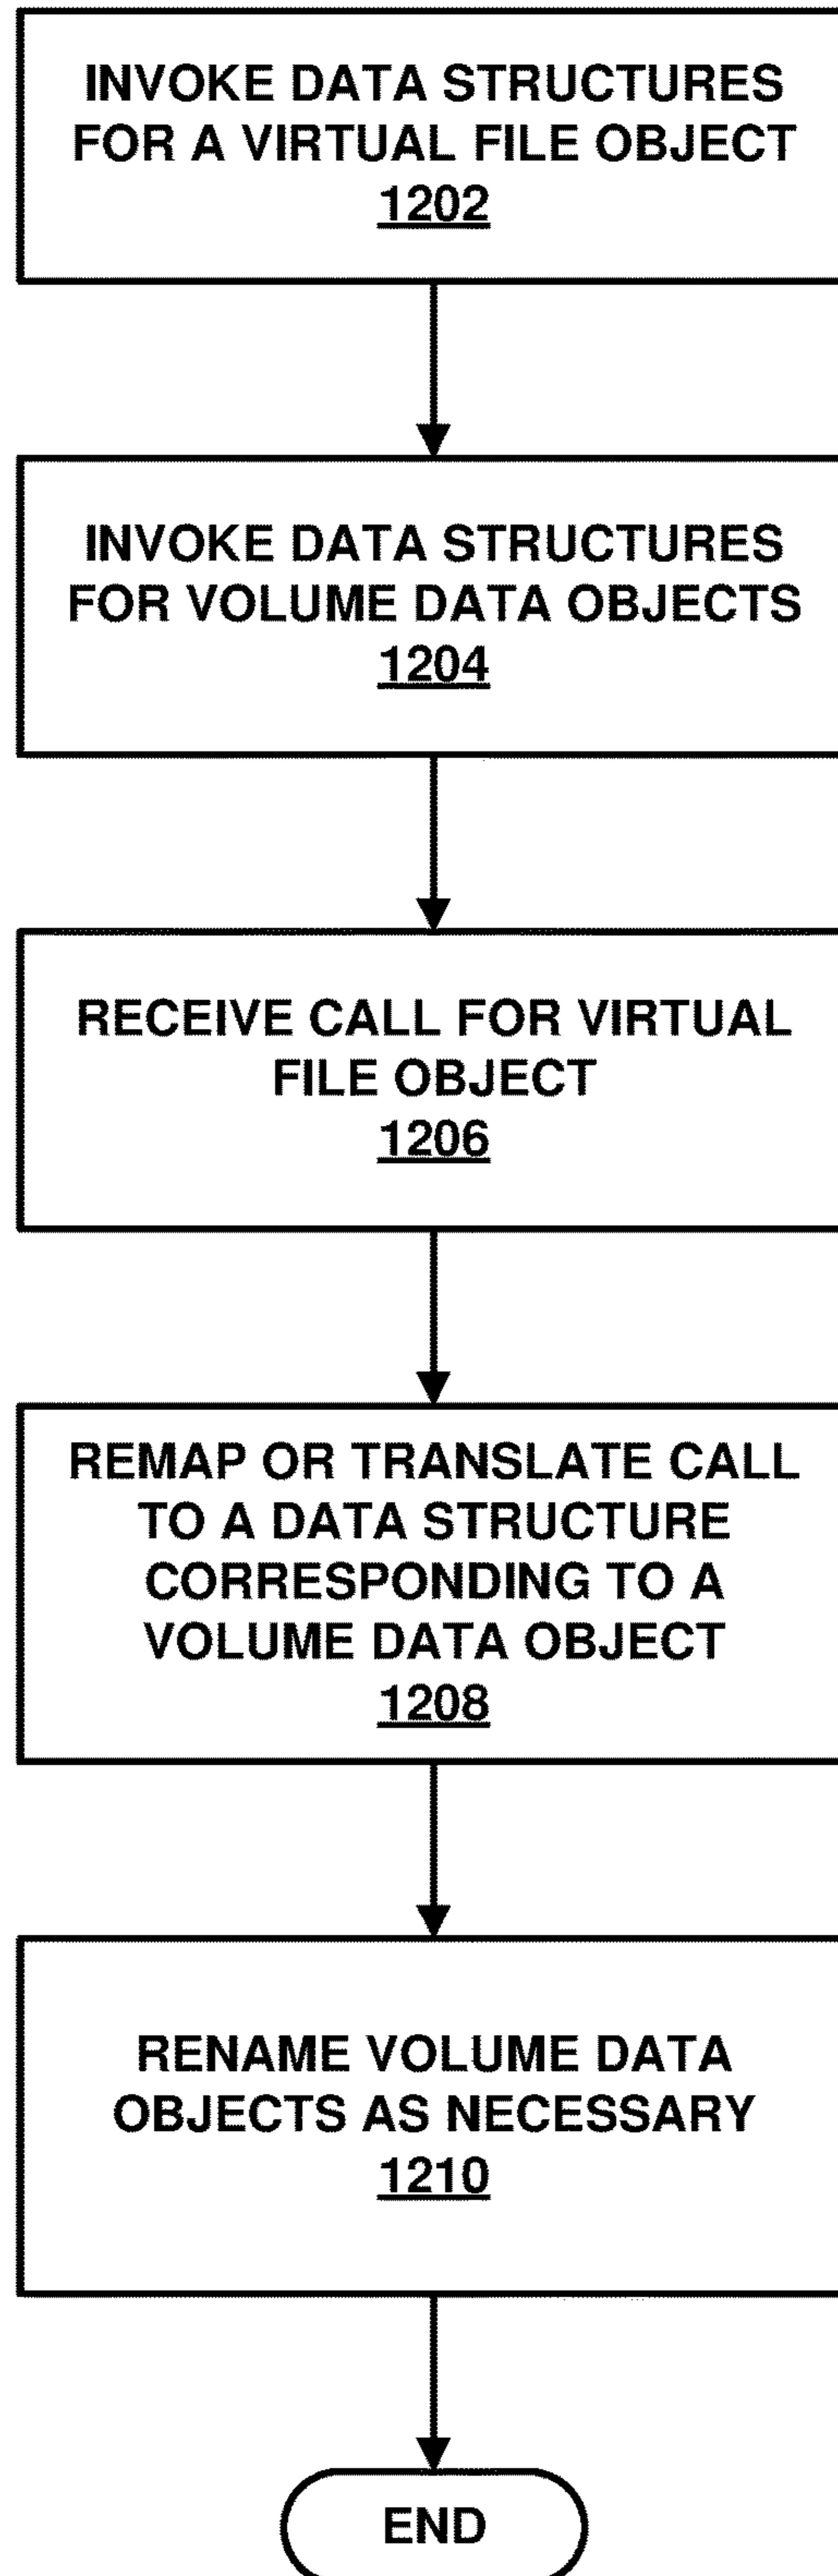 INVOKE DATA STRUCTURES
FOR A VIRTUAL FILE OBJECT
1202
INVOKE DATA STRUCTURES
FOR VOLUME DATA OBJECTS
1204
RECEIVE CALL FOR VIRTUAL
FILE OBJECT
1206
REMAP OR TRANSLATE CALL
TO A DATA STRUCTURE
CORRESPONDING TO A
VOLUME DATA OBJECT
1208
RENAME VOLUME DATA
OBJECTS AS NECESSARY
1210
END